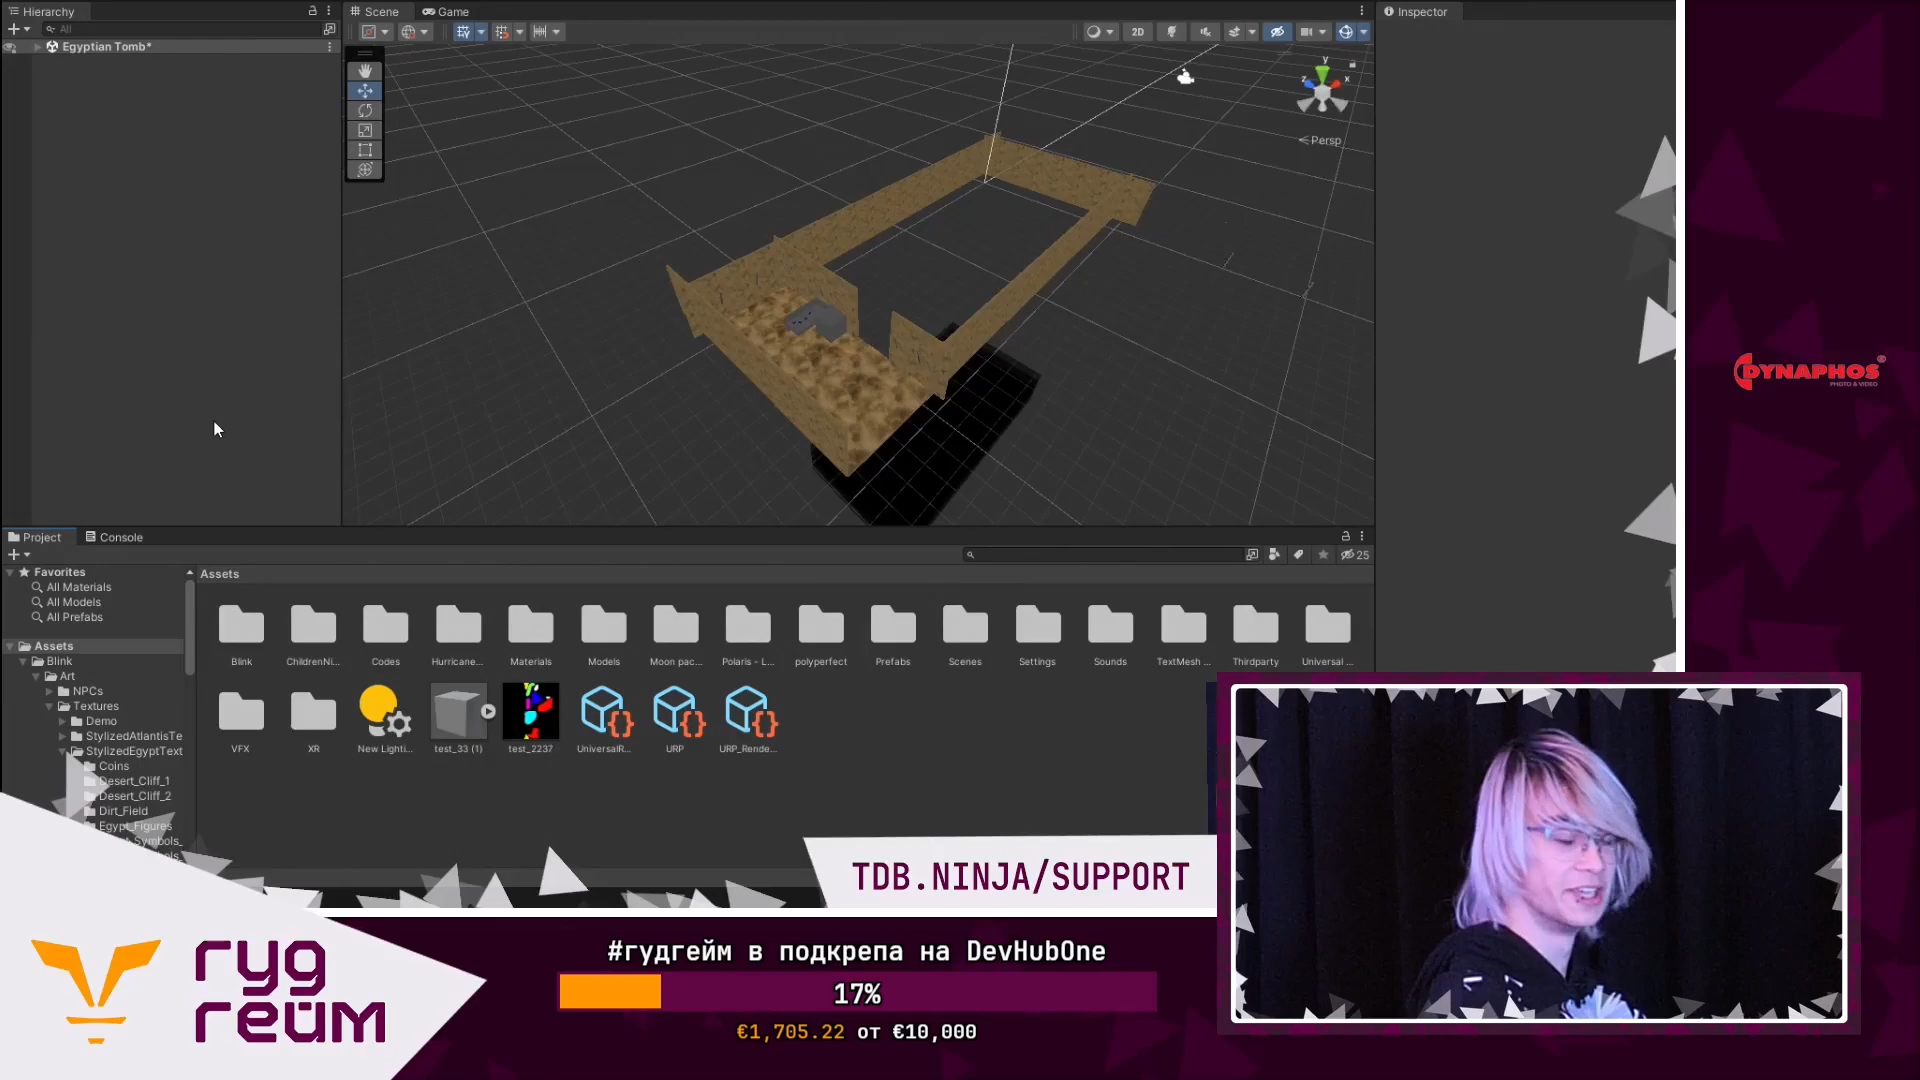 Hierarchy
Scene
Game
Inspector
All
2D
Egyptian Tomb*
y
z
x
Persp
Project
Console
25
Favorites
All Materials
All Models
All Prefabs
Assets
Blink
Art
NPCs
Textures
Demo
StylizedAtlantisTe
StylizedEgyptText
Coins
Desert_Cliff_1
Desert_Cliff_2
Dirt_Field
Egypt_Figures
Assets
Blink
ChildrenNi...
Codes
Hurricane...
Materials
Models
Moon pac...
Polaris - L...
polyperfect
Prefabs
Scenes
Settings
Sounds
TextMesh ...
Thirdparty
Universal ...
VFX
XR
New Lighti...
test_33 (1)
test_2237
UniversalR...
URP
URP_Rende...
DYNAPHOS
PHOTO & VIDEO
TDB.NINJA/SUPPORT
гуд
гейм
#гудгейм в подкрепа на DevHubOne
17%
€1,705.22 от €10,000